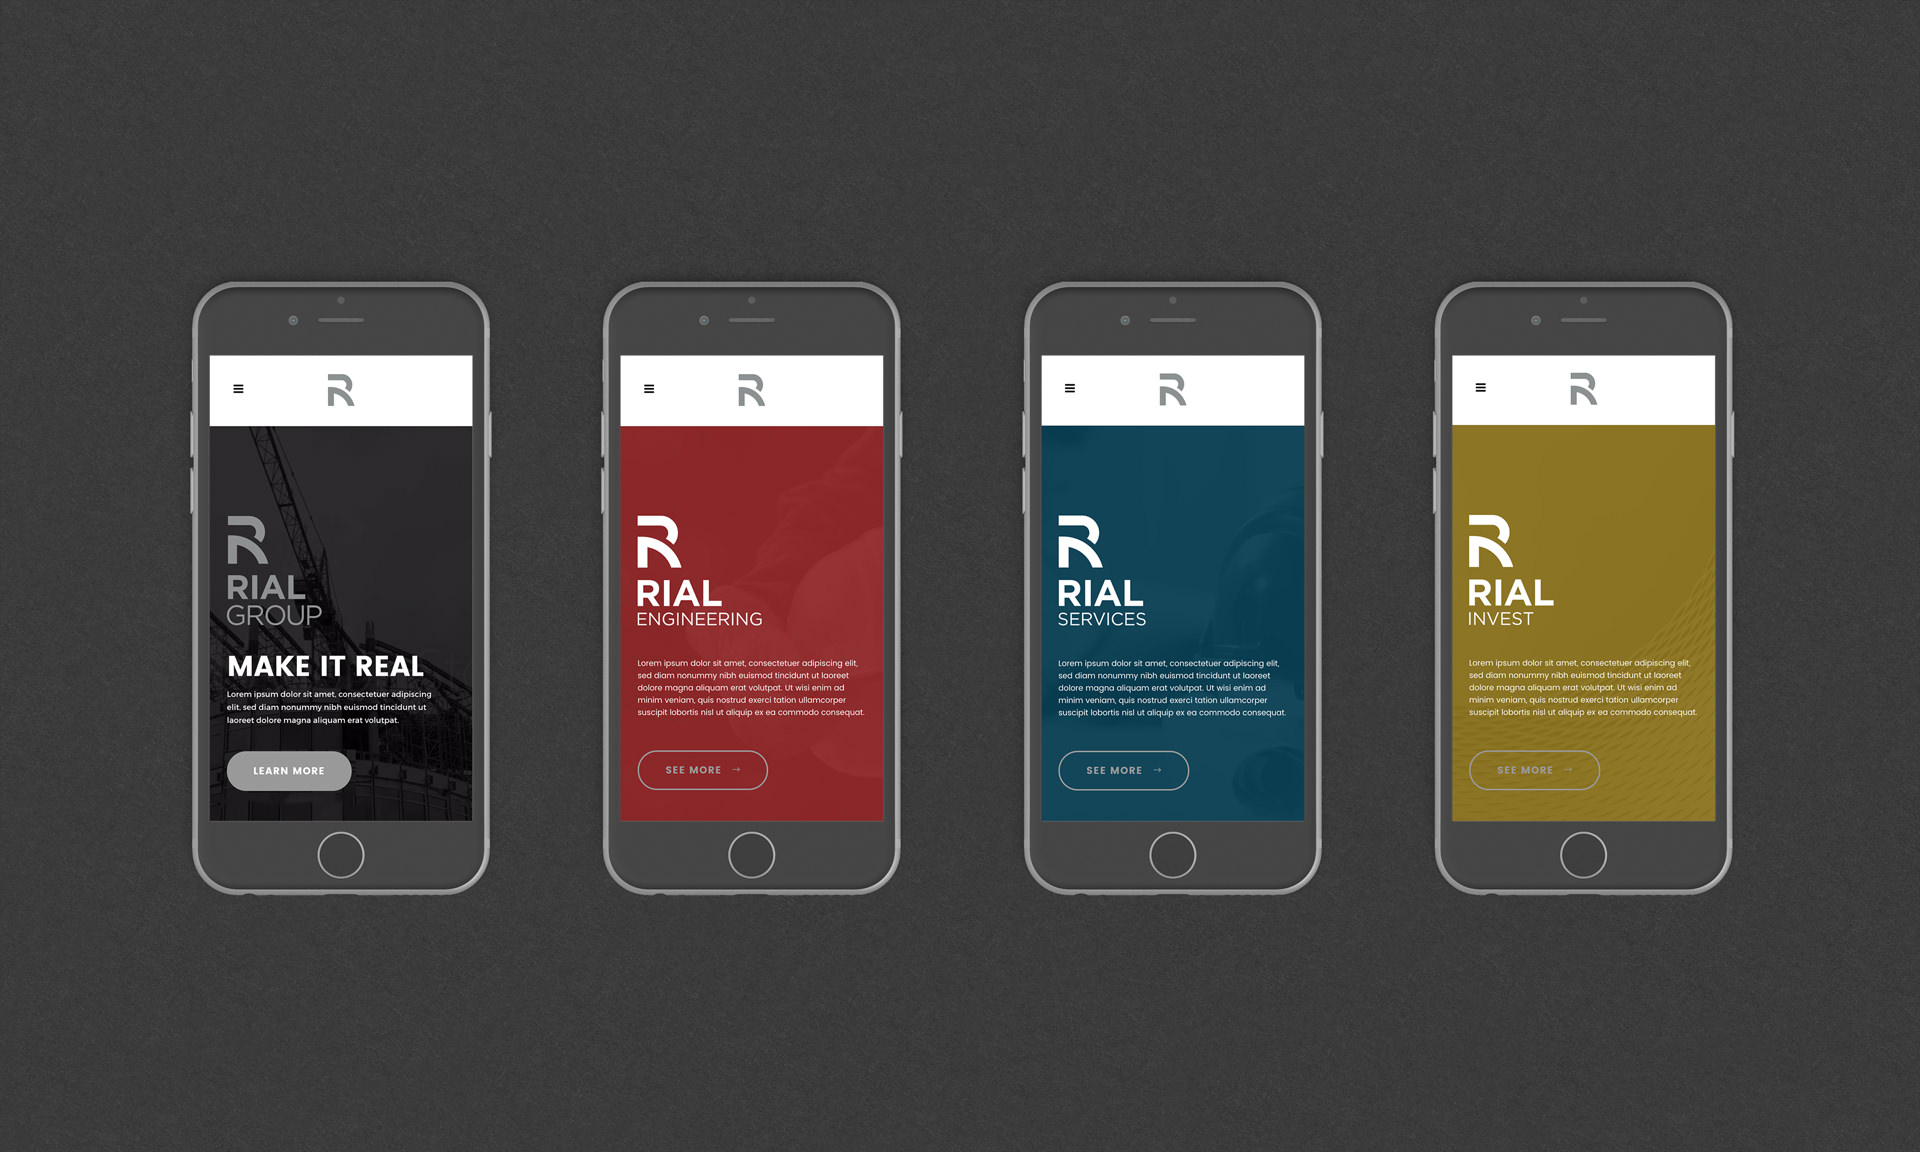 R
R
RIAL
GROUP
MAKE IT REAL
Lorem ipsum dolor sit amet, consectetuer adipiscing
elit, sed diam nonummy nibh euismod tincidunt ut
laoreet dolore magna aliquam erat volutpat.
LEARN MORE
R
R
RIAL
ENGINEERING
Lorem ipsum dolor sit amet, consectetuer adipiscing elit,
sed diam nonummy nibh euismod tincidunt ut laoreet
dolore magna aliquam erat volutpat. Ut wisi enim ad
minim veniam, quis nostrud exerci tation ullamcorper
suscipit lobortis nisl ut aliquip ex ea commodo consequat.
SEE MORE →
R
R
RIAL
SERVICES
Lorem ipsum dolor sit amet, consectetuer adipiscing elit,
sed diam nonummy nibh euismod tincidunt ut laoreet
dolore magna aliquam erat volutpat. Ut wisi enim ad
minim veniam, quis nostrud exerci tation ullamcorper
suscipit lobortis nisl ut aliquip ex ea commodo consequat.
SEE MORE →
R
R
RIAL
INVEST
Lorem ipsum dolor sit amet, consectetuer adipiscing elit,
sed diam nonummy nibh euismod tincidunt ut laoreet
dolore magna aliquam erat volutpat. Ut wisi enim ad
minim veniam, quis nostrud exerci tation ullamcorper
suscipit lobortis nisl ut aliquip ex ea commodo consequat.
SEE MORE →